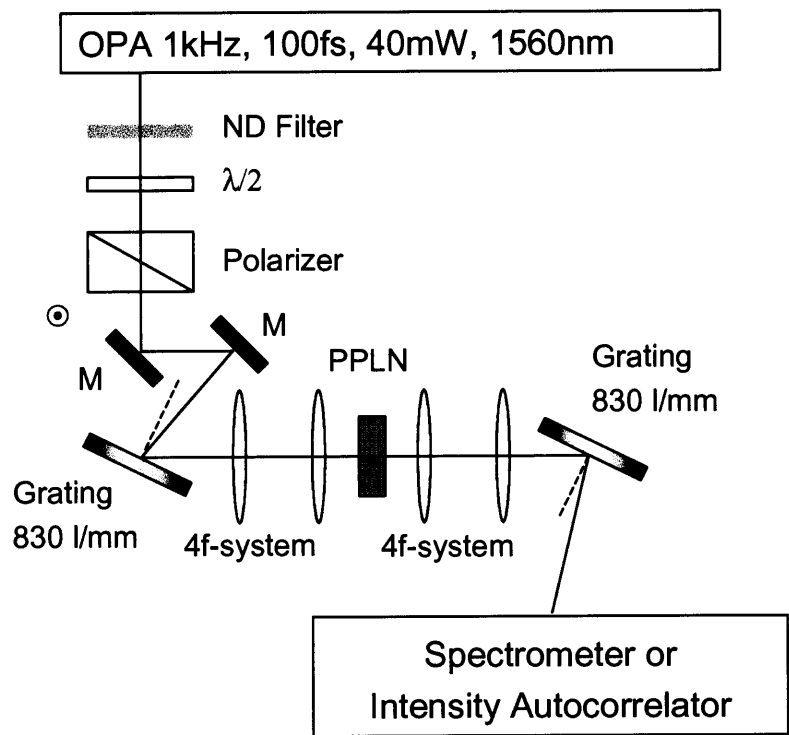 OPA 1kHz, 100fs, 40mW, 1560nm
ND Filter
λ/2
Polarizer
M
M
PPLN
Grating
830 l/mm
Grating
830 l/mm
4f-system
4f-system
Spectrometer or
Intensity Autocorrelator